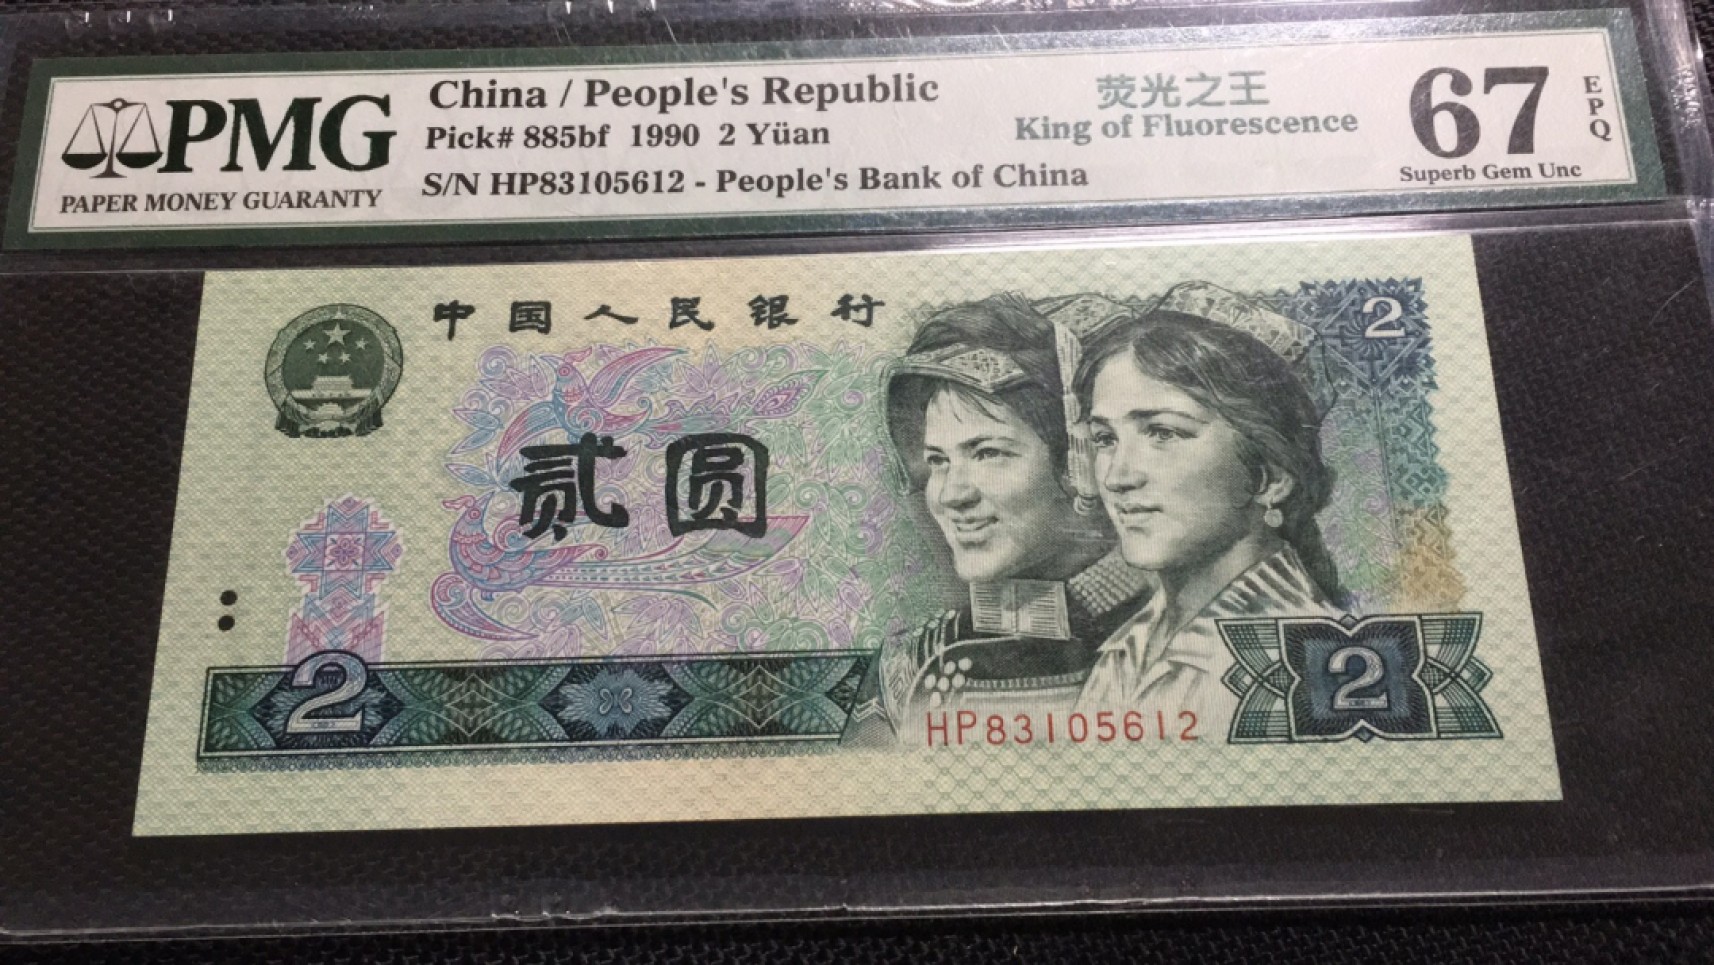 PMG
PAPER MONEY GUARANTY
China / People's Republic
Pick# 885bf 1990 2 Yüan
S/N HP83105612 - People's Bank of China
荧光之王
King of Fluorescence
67
EPQ
Superb Gem Unc
中国人民银行
2
贰圆
2
2
HP83105612